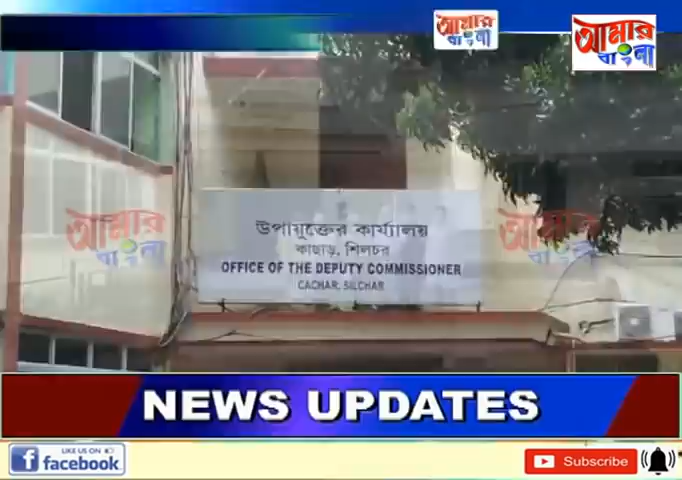 আমার
বাংলা
আমার
বাংলা
উপায়ুক্তের কার্য্যালয়
কাছাড়, শিলচর
OFFICE OF THE DEPUTY COMMISSIONER
CACHAR, SILCHAR
আমার
বাংলা
আমার
বাংলা
NEWS UPDATES
LIKE US ON
facebook.
Subscribe